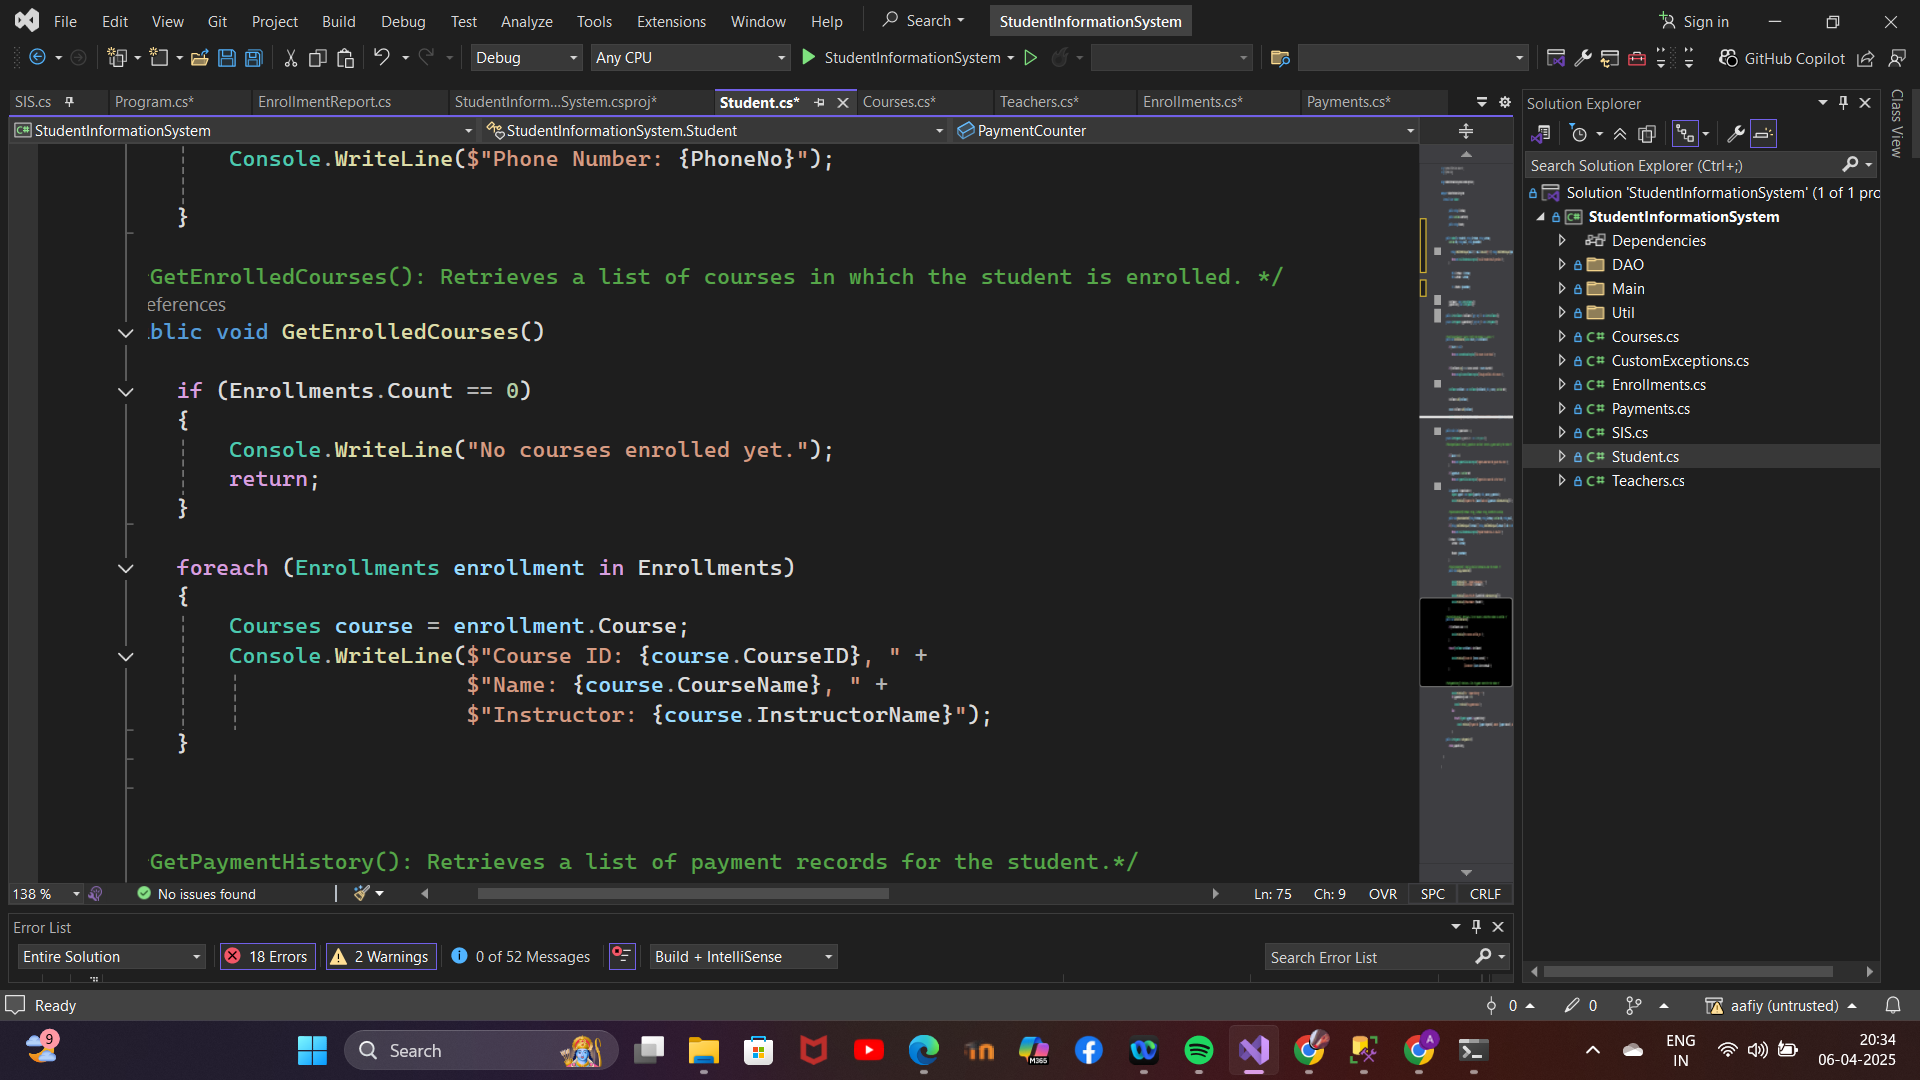 File Edit View Git Project Build Debug Test Analyze Tools Extensions Window Help Search StudentInformationSystem Sign in
Debug Any CPU StudentInformationSystem GitHub Copilot
SIS.cs Program.cs* EnrollmentReport.cs StudentInform...System.csproj* Student.cs* Courses.cs* Teachers.cs* Enrollments.cs* Payments.cs*
StudentInformationSystem StudentInformationSystem.Student PaymentCounter
Console.WriteLine($"Phone Number: {PhoneNo}");
}
GetEnrolledCourses(): Retrieves a list of courses in which the student is enrolled. */
eferences
blic void GetEnrolledCourses()
if (Enrollments.Count == 0)
{
Console.WriteLine("No courses enrolled yet.");
return;
}
foreach (Enrollments enrollment in Enrollments)
{
Courses course = enrollment.Course;
Console.WriteLine($"Course ID: {course.CourseID}, " +
$"Name: {course.CourseName}, " +
$"Instructor: {course.InstructorName}");
}
GetPaymentHistory(): Retrieves a list of payment records for the student.*/
138 % No issues found Ln: 75 Ch: 9 OVR SPC CRLF
Error List
Entire Solution 18 Errors 2 Warnings 0 of 52 Messages Build + IntelliSense Search Error List
Solution Explorer
Search Solution Explorer (Ctrl+;)
Solution 'StudentInformationSystem' (1 of 1 pro
StudentInformationSystem
Dependencies
DAO
Main
Util
C# Courses.cs
C# CustomExceptions.cs
C# Enrollments.cs
C# Payments.cs
C# SIS.cs
C# Student.cs
C# Teachers.cs
Class View
Ready 0 0 aafiy (untrusted)
9 Search M365 A ENG IN 20:34
06-04-2025